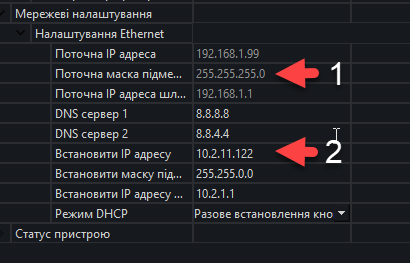 Мережеві налаштування
Налаштування Ethernet
Поточна IP адреса 192.168.1.99
Поточна маска підме... 255.255.255.0 1
Поточна IP адреса шл... 192.168.1.1
DNS сервер 1 8.8.8.8
DNS сервер 2 8.8.4.4
Встановити IP адресу 10.2.11.122 2
Встановити маску під... 255.255.0.0
Встановити IP адресу ... 10.2.1.1
Режим DHCP Разове встановлення кно
Статус пристрою